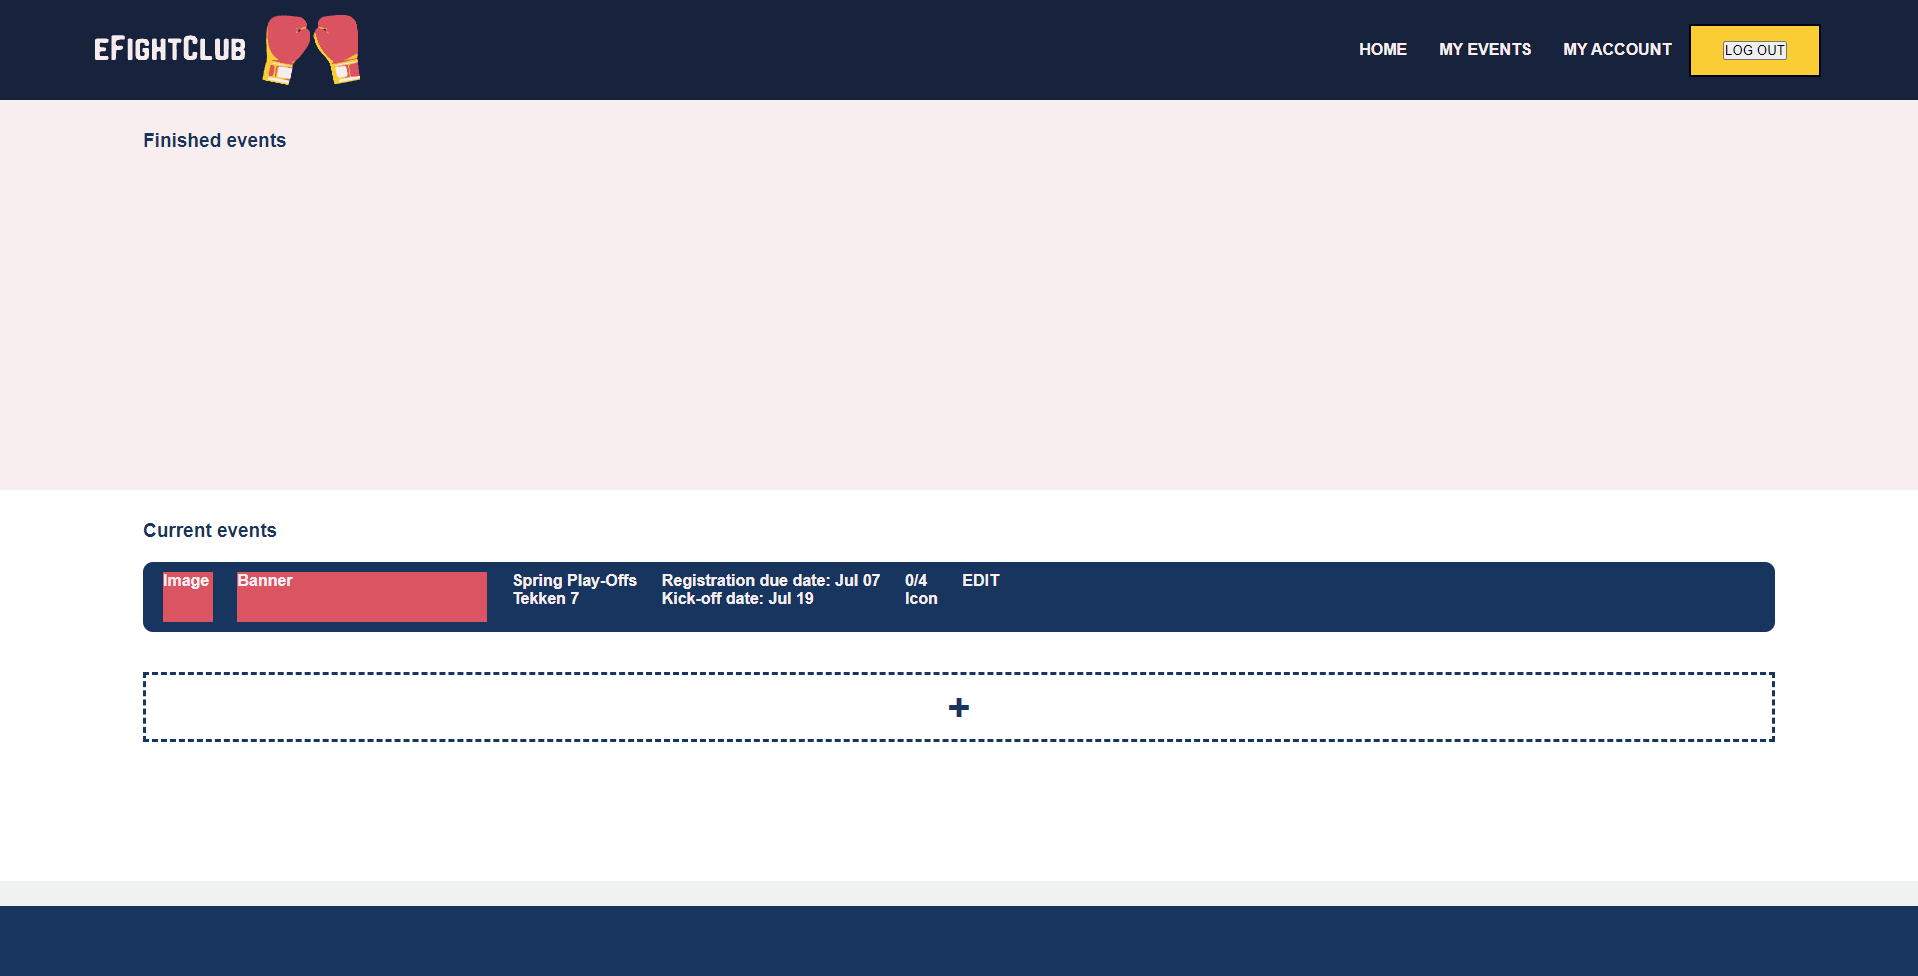 eFightClub
HOME MY EVENTS MY ACCOUNT LOG OUT
Finished events
Current events
Image Banner Spring Play-Offs Registration due date: Jul 07 0/4 EDIT
Tekken 7 Kick-off date: Jul 19 Icon
+